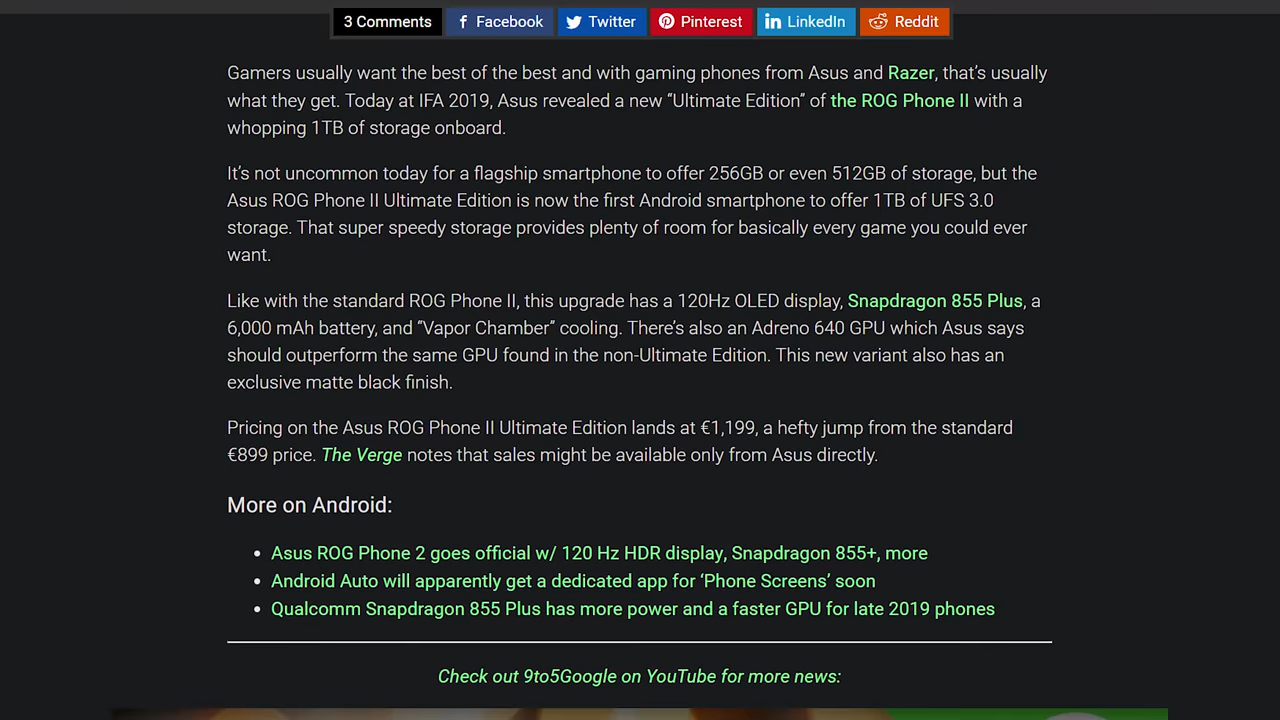 3 Comments Facebook Twitter Pinterest LinkedIn Reddit
Gamers usually want the best of the best and with gaming phones from Asus and Razer, that’s usually
what they get. Today at IFA 2019, Asus revealed a new “Ultimate Edition” of the ROG Phone II with a
whopping 1TB of storage onboard.
It’s not uncommon today for a flagship smartphone to offer 256GB or even 512GB of storage, but the
Asus ROG Phone II Ultimate Edition is now the first Android smartphone to offer 1TB of UFS 3.0
storage. That super speedy storage provides plenty of room for basically every game you could ever
want.
Like with the standard ROG Phone II, this upgrade has a 120Hz OLED display, Snapdragon 855 Plus, a
6,000 mAh battery, and “Vapor Chamber” cooling. There’s also an Adreno 640 GPU which Asus says
should outperform the same GPU found in the non-Ultimate Edition. This new variant also has an
exclusive matte black finish.
Pricing on the Asus ROG Phone II Ultimate Edition lands at €1,199, a hefty jump from the standard
€899 price. The Verge notes that sales might be available only from Asus directly.
More on Android:
• Asus ROG Phone 2 goes official w/ 120 Hz HDR display, Snapdragon 855+, more
• Android Auto will apparently get a dedicated app for ‘Phone Screens’ soon
• Qualcomm Snapdragon 855 Plus has more power and a faster GPU for late 2019 phones
Check out 9to5Google on YouTube for more news: